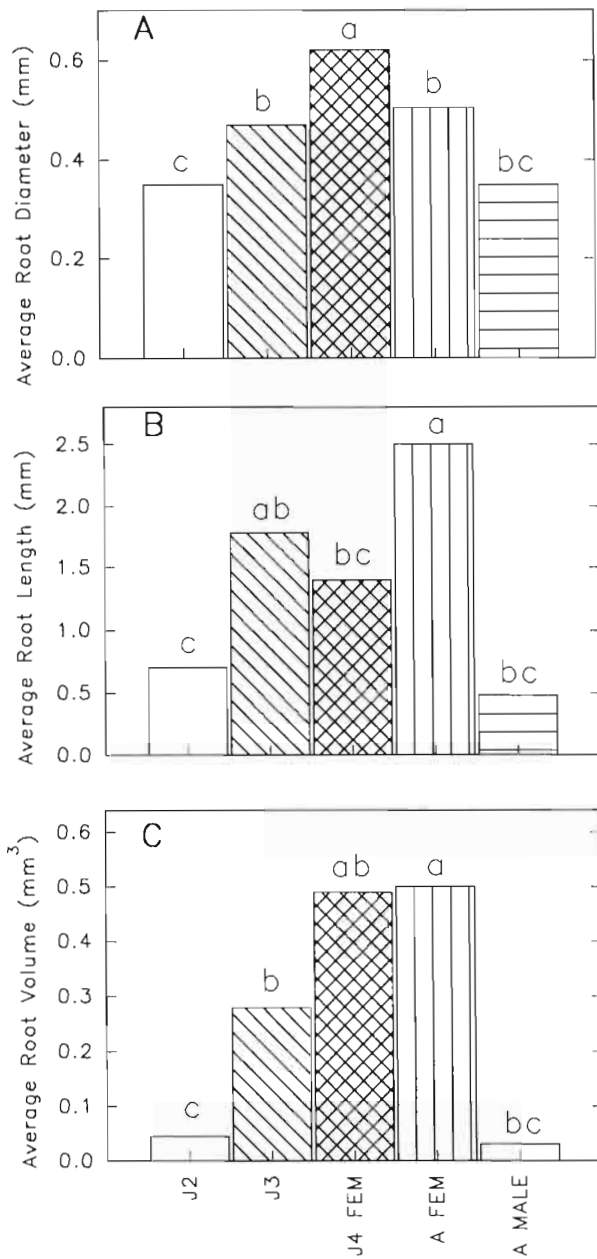 A
Average Root Diameter (mm)
0.6
0.4
0.2
0.0
c
b
a
b
bc
B
Average Root Length (mm)
2.5
2.0
1.5
1.0
0.5
0.0
c
ab
bc
a
bc
C
Average Root Volume (mm³)
0.6
0.5
0.4
0.3
0.2
0.1
0.0
c
b
ab
a
bc
J2
J3
J4 FEM
A FEM
A MALE